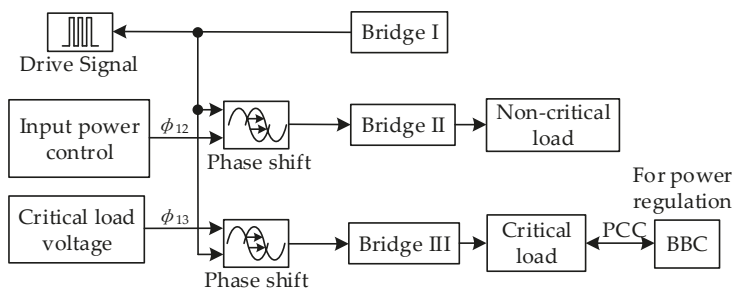 Bridge I
Drive Signal
Input power
control
ϕ12
Phase shift
Bridge II
Non-critical
load
For power
regulation
Critical load
voltage
ϕ13
Phase shift
Bridge III
Critical
load
PCC
BBC